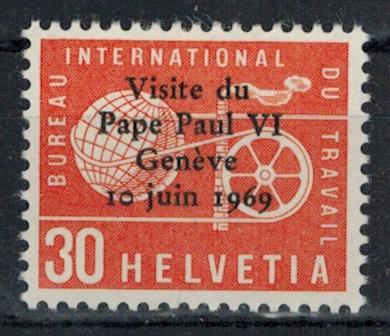 BUREAU INTERNATIONAL DU TRAVAIL
Visite du
Pape Paul VI
Genève
10 juin 1969
30 HELVETIA